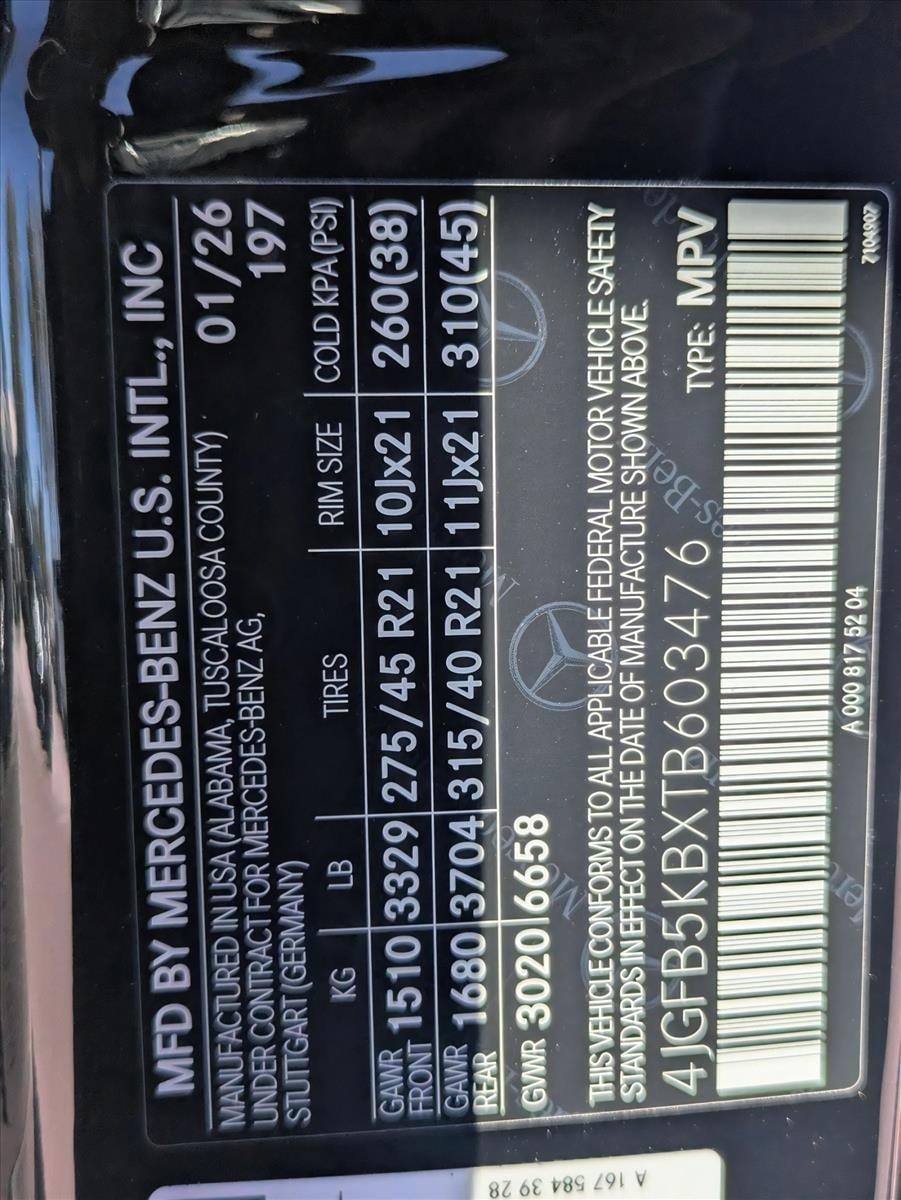 MFD BY MERCEDES-BENZ U.S. INTL., INC
MANUFACTURED IN USA (ALABAMA, TUSCALOOSA COUNTY) 01/26
UNDER CONTRACT FOR MERCEDES-BENZ AG, 197
STUTTGART (GERMANY)
KG LB TIRES RIM SIZE COLD KPA (PSI)
GAWR FRONT 1510 3329 275/45 R21 10Jx21 260(38)
GAWR REAR 1680 3704 315/40 R21 11Jx21 310(45)
GVWR 3020 6658
THIS VEHICLE CONFORMS TO ALL APPLICABLE FEDERAL MOTOR VEHICLE SAFETY
STANDARDS IN EFFECT ON THE DATE OF MANUFACTURE SHOWN ABOVE.
4JGFB5KBXTB603476 TYPE: MPV
A 000 817 52 04 7104907
A 167 584 39 28